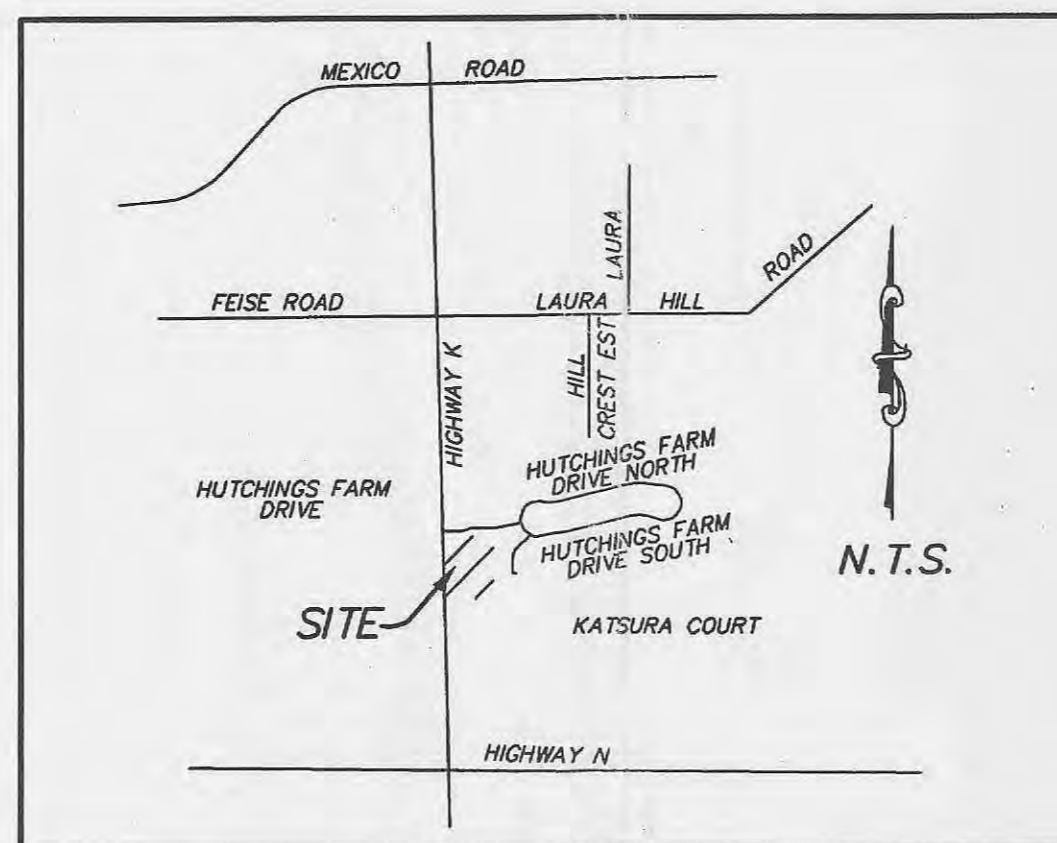 MEXICO ROAD
LAURA
ROAD
FEISE ROAD
LAURA HILL
HIGHWAY K
HILL
CREST EST
HUTCHINGS FARM
DRIVE NORTH
HUTCHINGS FARM
DRIVE
HUTCHINGS FARM
DRIVE SOUTH
N.T.S.
SITE
KATSURA COURT
HIGHWAY N